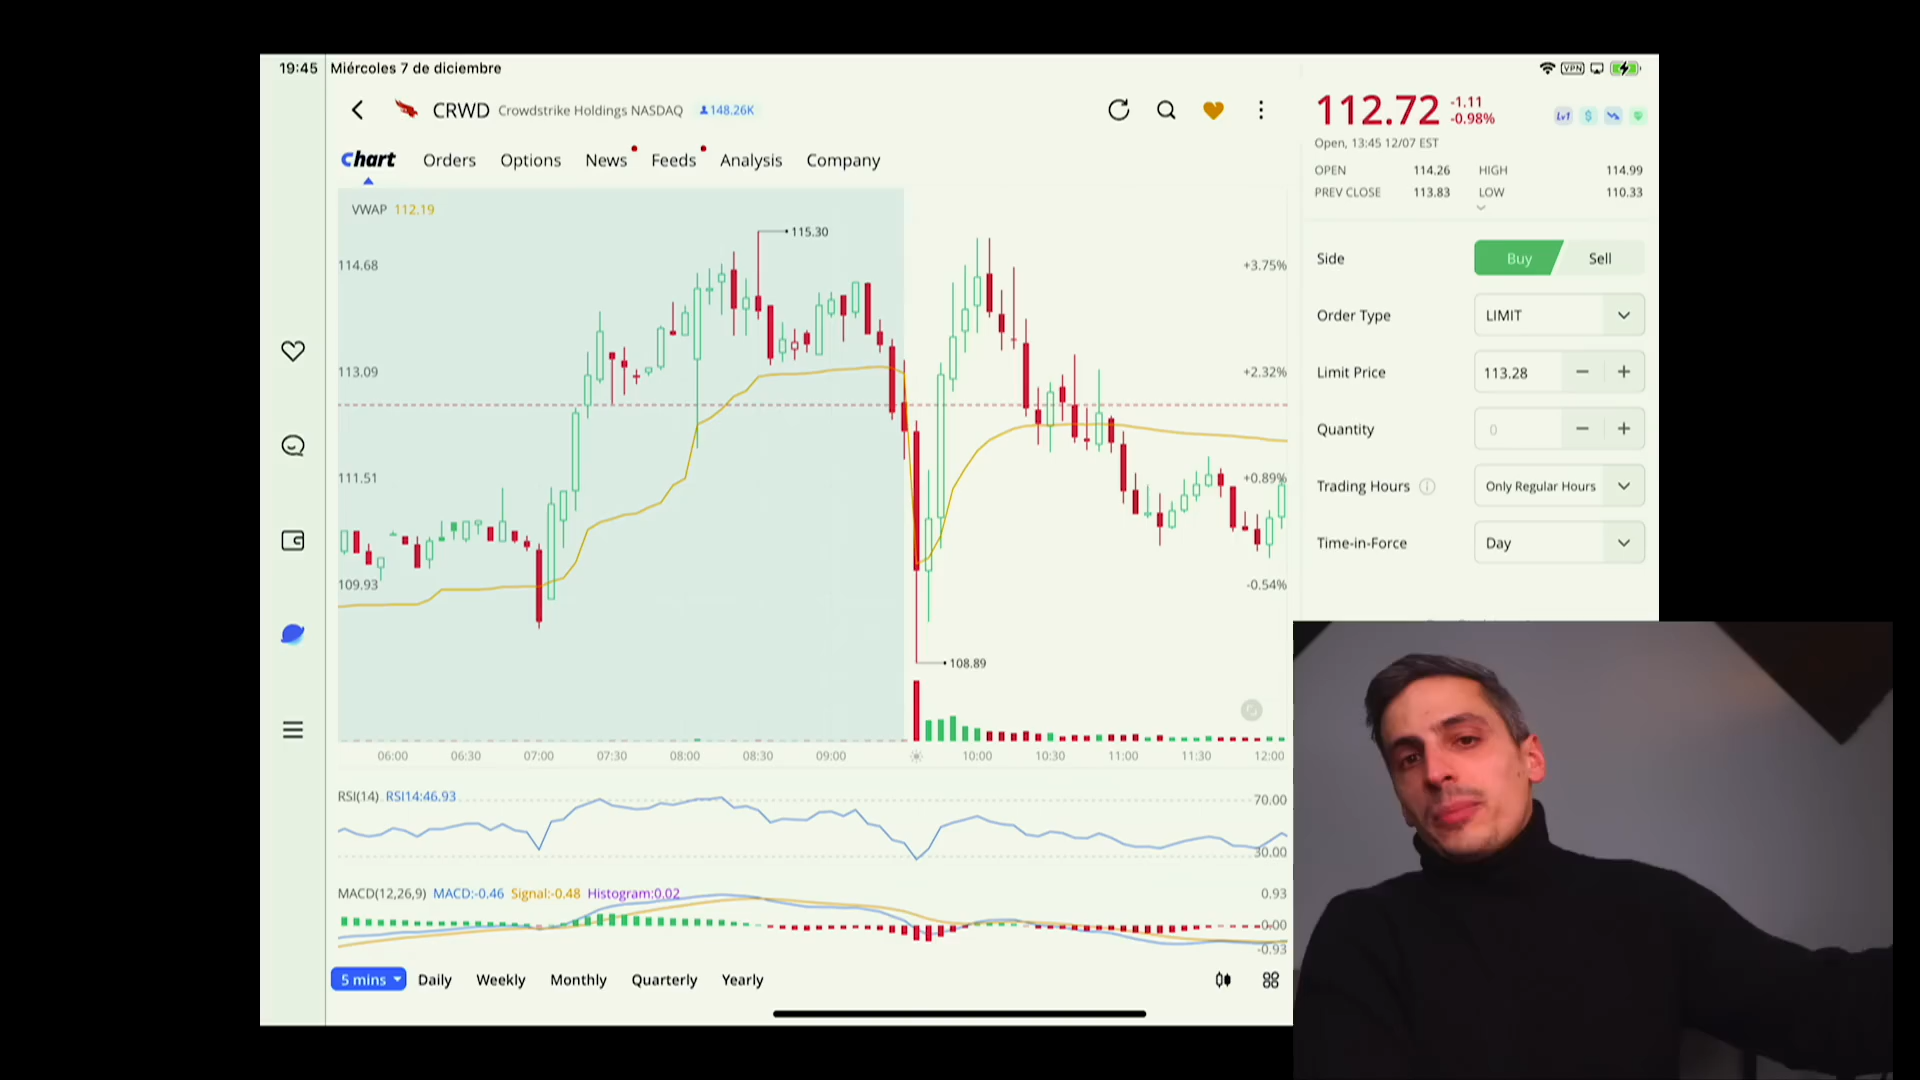 19:45 Miércoles 7 de diciembre
VPN
CRWD Crowdstrike Holdings NASDAQ 148.26K
Chart Orders Options News Feeds Analysis Company
112.72 -1.11
-0.98%
Lv1 $
Open, 13:45 12/07 EST
OPEN 114.26 HIGH 114.99
PREV CLOSE 113.83 LOW 110.33
VWAP 112.19
115.30
114.68 +3.75%
113.09 +2.32%
111.51 +0.89%
109.93 -0.54%
108.89
06:00 06:30 07:00 07:30 08:00 08:30 09:00 10:00 10:30 11:00 11:30 12:00
Side Buy Sell
Order Type LIMIT
Limit Price 113.28 − +
Quantity 0 − +
Trading Hours Only Regular Hours
Time-in-Force Day
RSI(14) RSI14:46.93 70.00
30.00
MACD(12,26,9) MACD:-0.46 Signal:-0.48 Histogram:0.02 0.93
-0.00
-0.93
5 mins Daily Weekly Monthly Quarterly Yearly